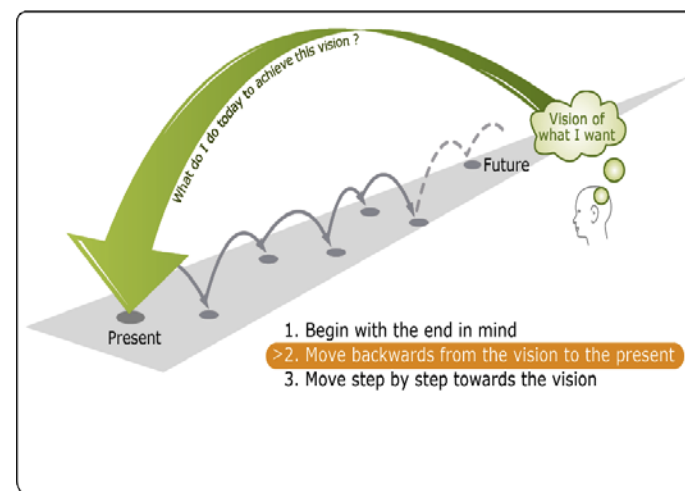 What do I do today to achieve this vision ?
Vision of
what I want
Future
Present
1. Begin with the end in mind
>2. Move backwards from the vision to the present
3. Move step by step towards the vision